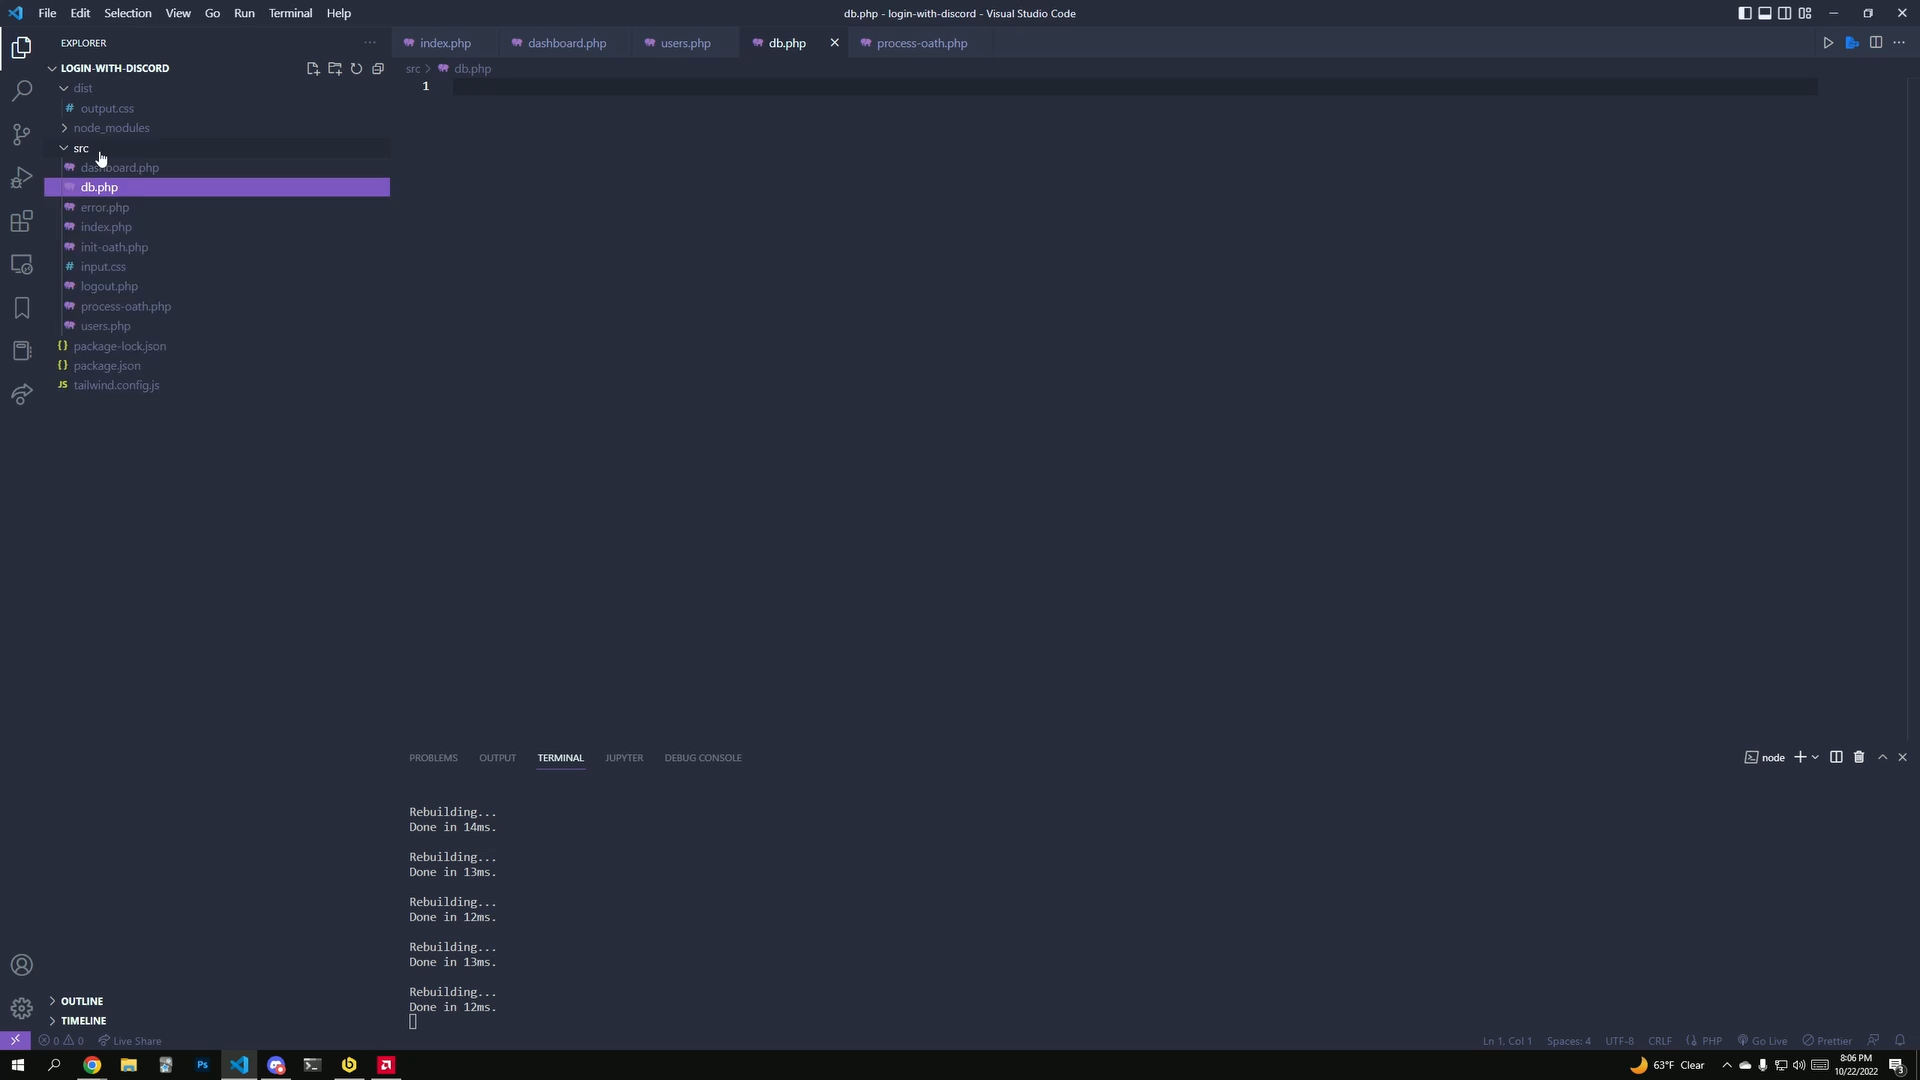 File Edit Selection View Go Run Terminal Help
db.php - login-with-discord - Visual Studio Code
EXPLORER
index.php dashboard.php users.php db.php process-oath.php
LOGIN-WITH-DISCORD
src > db.php
1
dist
output.css
node_modules
src
dashboard.php
db.php
error.php
index.php
init-oath.php
input.css
logout.php
process-oath.php
users.php
package-lock.json
package.json
JS tailwind.config.js
PROBLEMS OUTPUT TERMINAL JUPYTER DEBUG CONSOLE
node
Rebuilding...
Done in 14ms.
Rebuilding...
Done in 13ms.
Rebuilding...
Done in 12ms.
Rebuilding...
Done in 13ms.
Rebuilding...
Done in 12ms.
OUTLINE
TIMELINE
0 0 Live Share
Ln 1, Col 1 Spaces: 4 UTF-8 CRLF PHP Go Live Prettier
Ps
63°F Clear
8:06 PM
10/22/2022
3